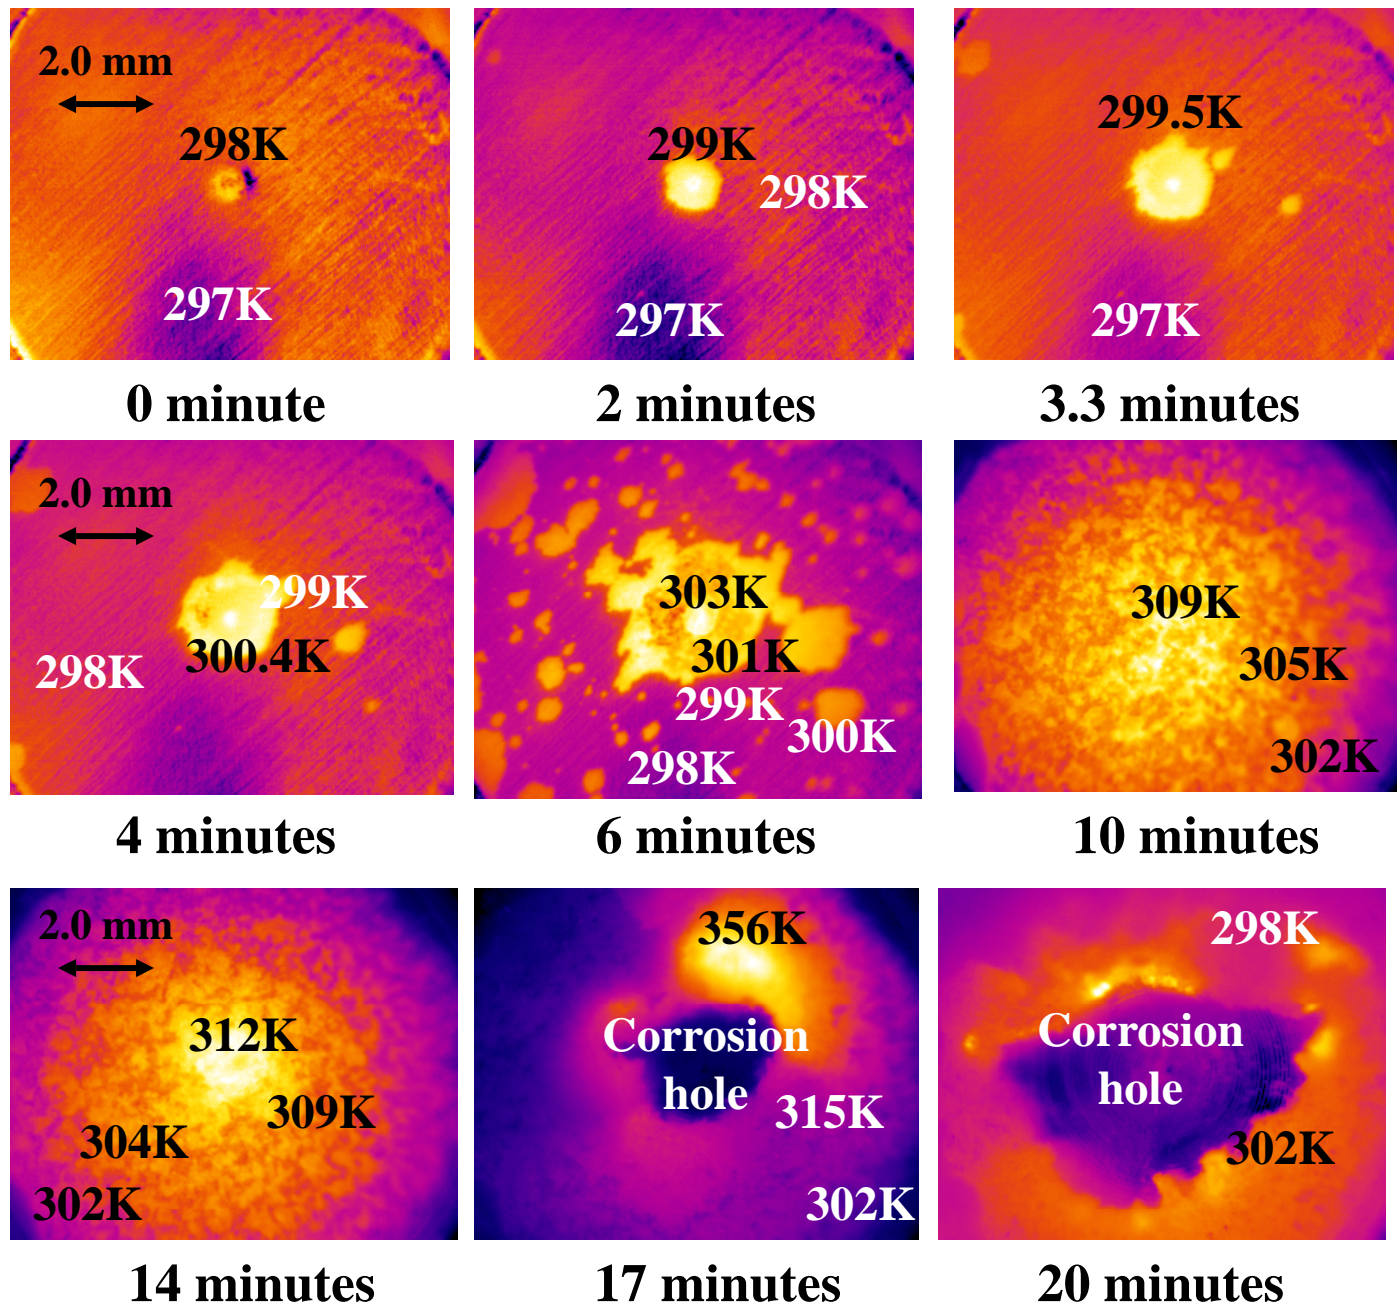 2.0 mm
298K
297K
0 minute
299K
298K
297K
2 minutes
299.5K
297K
3.3 minutes
2.0 mm
299K
300.4K
298K
4 minutes
303K
301K
299K
300K
298K
6 minutes
309K
305K
302K
10 minutes
2.0 mm
312K
309K
304K
302K
14 minutes
356K
Corrosion
hole
315K
302K
17 minutes
298K
Corrosion
hole
302K
20 minutes